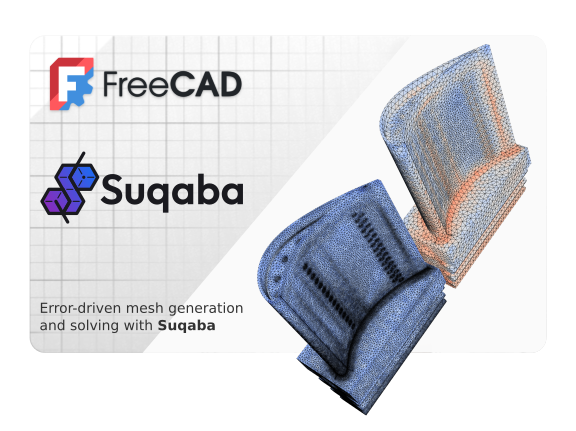 FreeCAD
Suqaba
Error-driven mesh generation
and solving with Suqaba